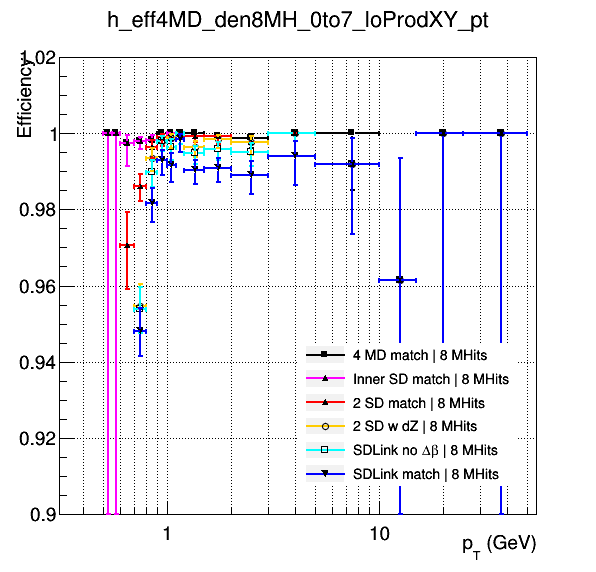 h_eff4MD_den8MH_0to7_loProdXY_pt
Efficiency
1.02
1
0.98
0.96
0.94
0.92
0.9
4 MD match | 8 MHits
Inner SD match | 8 MHits
2 SD match | 8 MHits
2 SD w dZ | 8 MHits
SDLink no Δβ | 8 MHits
SDLink match | 8 MHits
1 10
p_T (GeV)